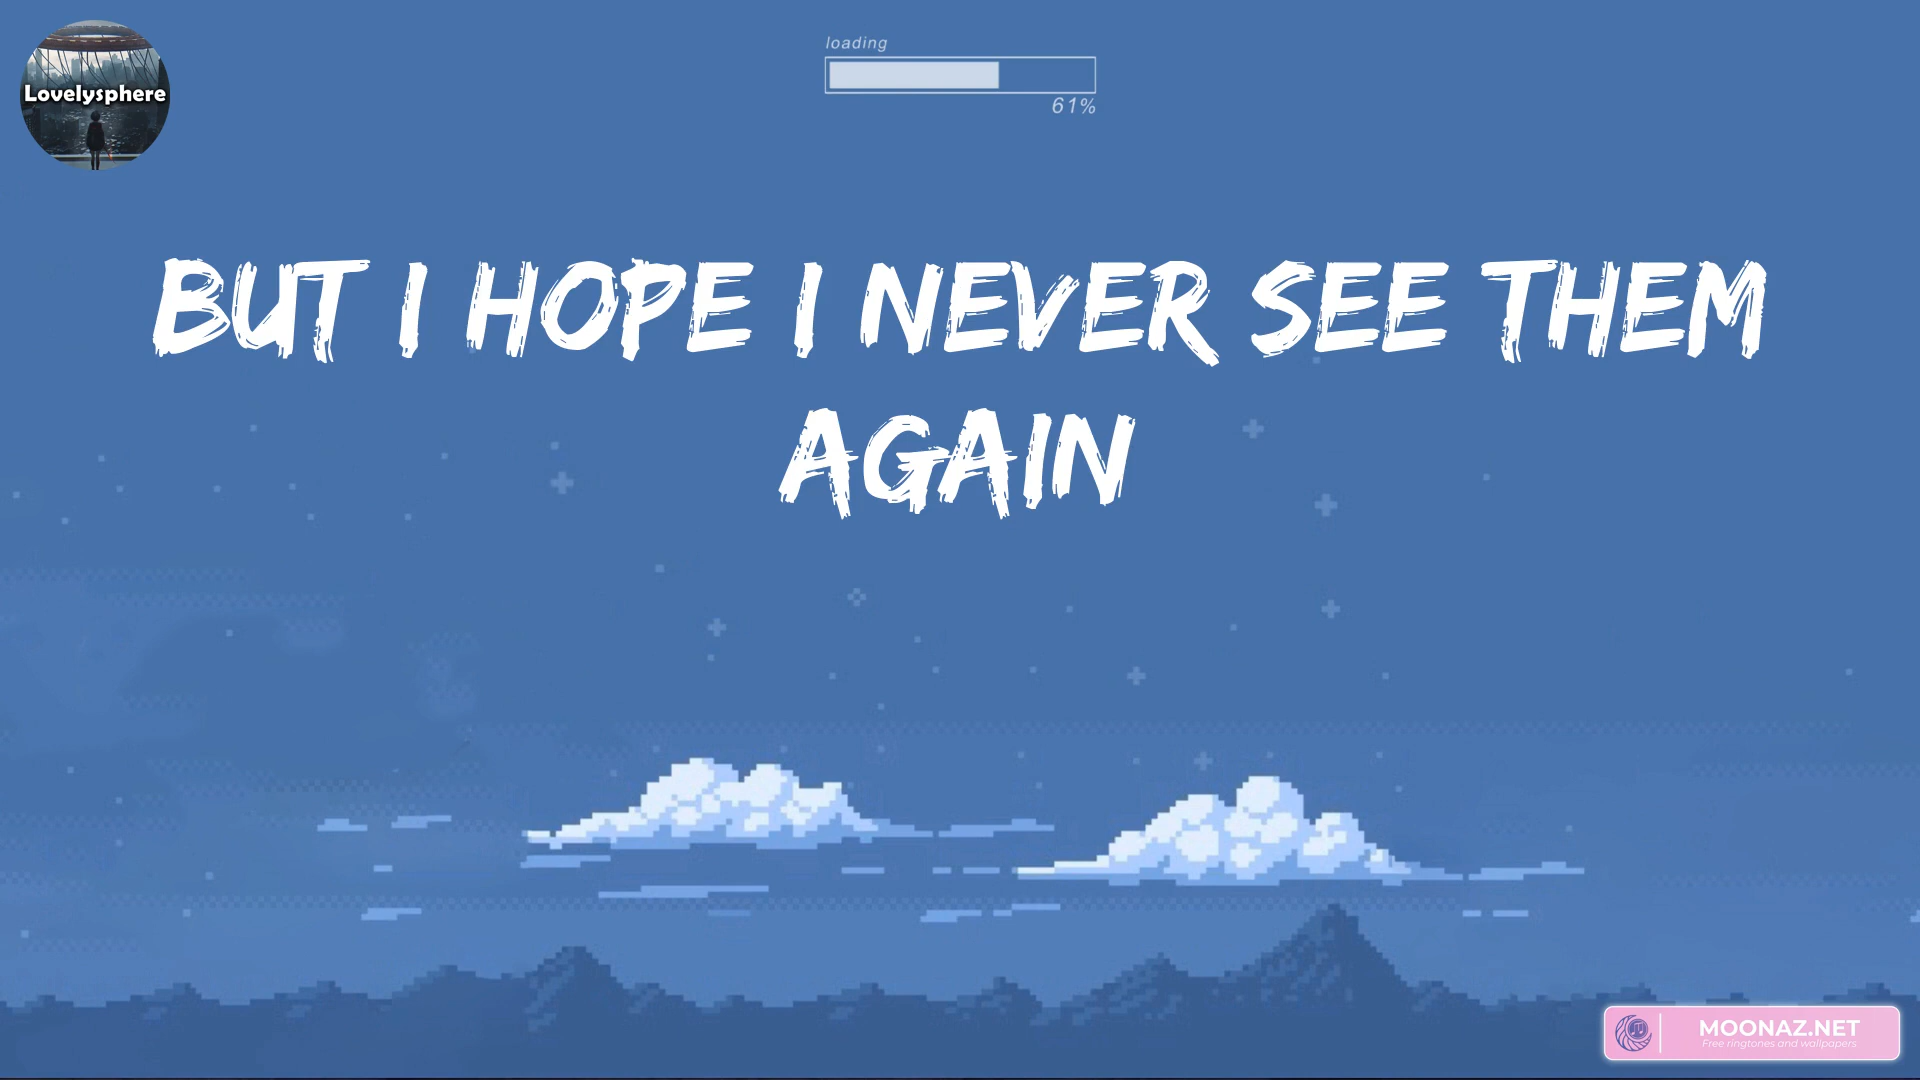 Lovelysphere
loading
61%
BUT I HOPE I NEVER SEE THEM
AGAIN
MOONAZ.NET
Free ringtones and wallpapers